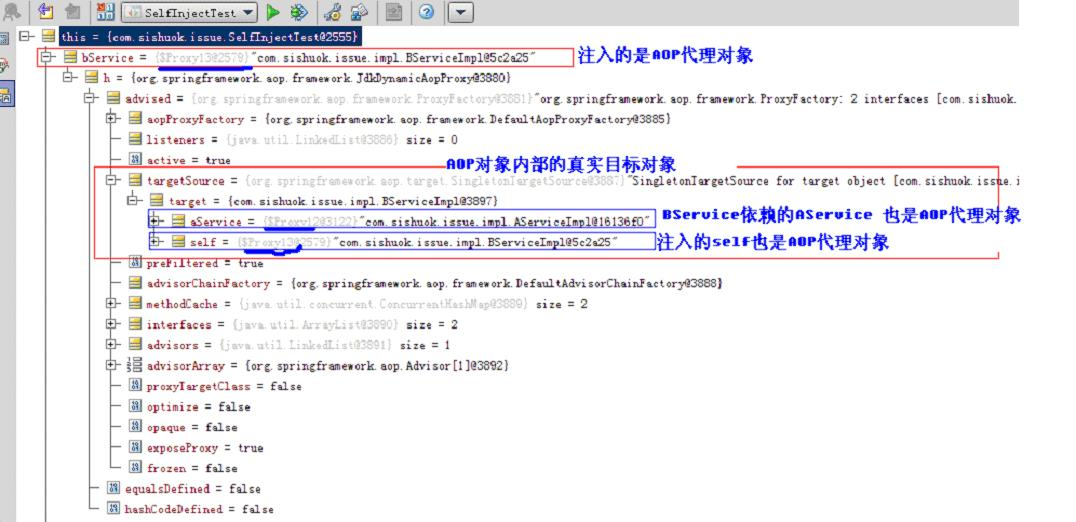 SelfInjectTest
this = {com.sishuok.issue.SelfInjectTest@2555}
bService = {$Proxy13@2579}"com.sishuok.issue.impl.BServiceImpl@5c2a25" 注入的是AOP代理对象
h = {org.springframework.aop.framework.JdkDynamicAopProxy@3880}
advised = {org.springframework.aop.framework.ProxyFactory@3881}"org.springframework.aop.framework.ProxyFactory: 2 interfaces [com.sishuok.
aopProxyFactory = {org.springframework.aop.framework.DefaultAopProxyFactory@3885}
listeners = {java.util.LinkedList@3886} size = 0
active = true
AOP对象内部的真实目标对象
targetSource = {org.springframework.aop.target.SingletonTargetSource@3887}"SingletonTargetSource for target object [com.sishuok.issue.i
target = {com.sishuok.issue.impl.BServiceImpl@3897}
aService = {$Proxy12@3122}"com.sishuok.issue.impl.AServiceImpl@16136f0" BService依赖的AService 也是AOP代理对象
self = {$Proxy13@2579}"com.sishuok.issue.impl.BServiceImpl@5c2a25" 注入的self也是AOP代理对象
preFiltered = true
advisorChainFactory = {org.springframework.aop.framework.DefaultAdvisorChainFactory@3888}
methodCache = {java.util.concurrent.ConcurrentHashMap@3889} size = 2
interfaces = {java.util.ArrayList@3890} size = 2
advisors = {java.util.LinkedList@3891} size = 1
advisorArray = {org.springframework.aop.Advisor[1]@3892}
proxyTargetClass = false
optimize = false
opaque = false
exposeProxy = true
frozen = false
equalsDefined = false
hashCodeDefined = false